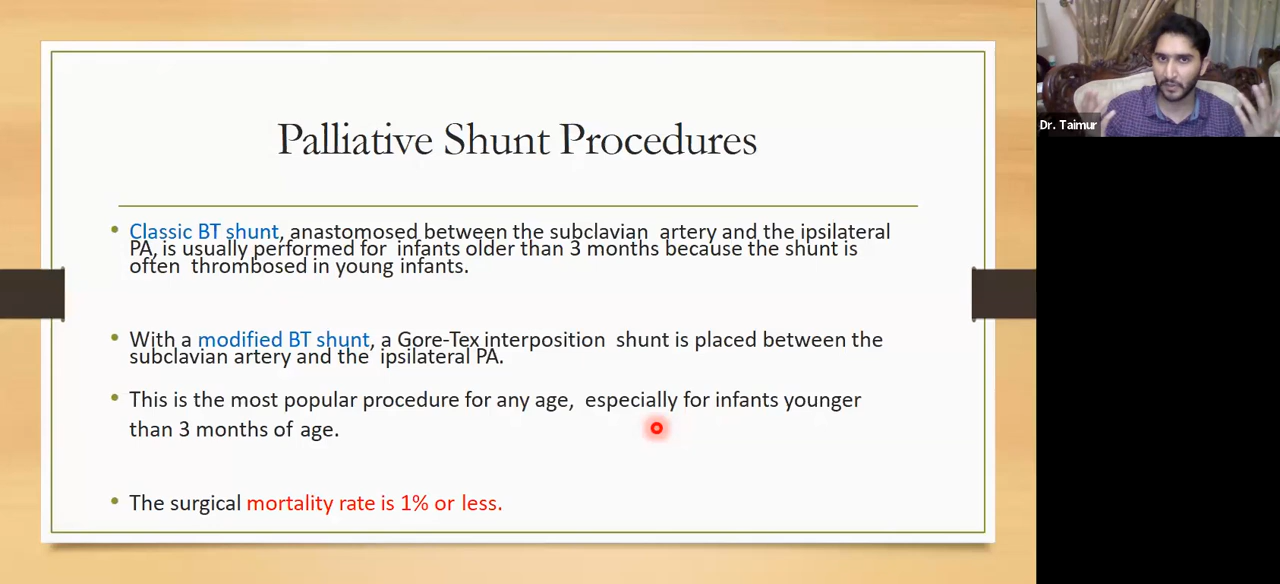 Palliative Shunt Procedures
Dr. Taimur
• Classic BT shunt, anastomosed between the subclavian artery and the ipsilateral
PA, is usually performed for infants older than 3 months because the shunt is
often thrombosed in young infants.
• With a modified BT shunt, a Gore-Tex interposition shunt is placed between the
subclavian artery and the ipsilateral PA.
• This is the most popular procedure for any age, especially for infants younger
than 3 months of age.
• The surgical mortality rate is 1% or less.